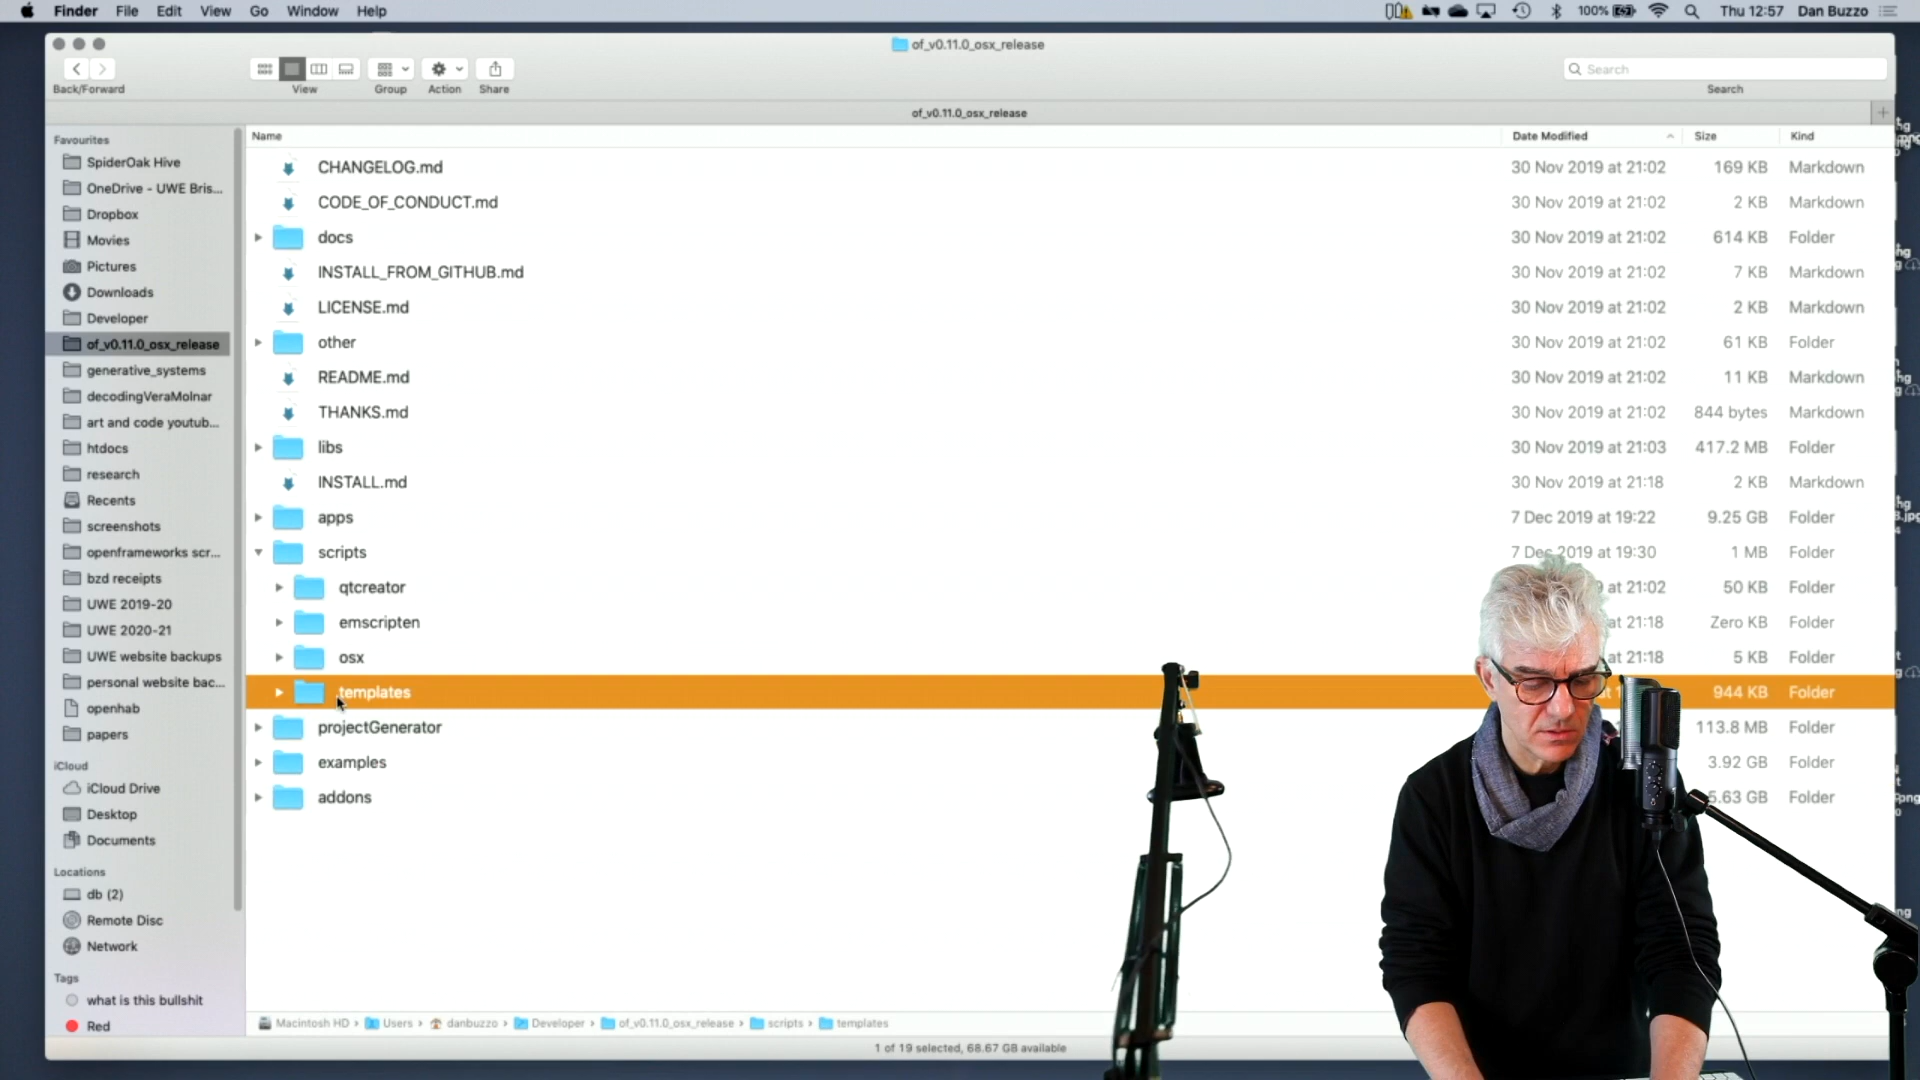 Finder File Edit View Go Window Help 100% Thu 12:57 Dan Buzzo
of_v0.11.0_osx_release
Search
Back/Forward View Group Action Share Search
of_v0.11.0_osx_release
Favourites
SpiderOak Hive
OneDrive - UWE Bris...
Dropbox
Movies
Pictures
Downloads
Developer
of_v0.11.0_osx_release
generative_systems
decodingVeraMolnar
art and code youtub...
htdocs
research
Recents
screenshots
openframeworks scr...
bzd receipts
UWE 2019-20
UWE 2020-21
UWE website backups
personal website bac...
openhab
papers
iCloud
iCloud Drive
Desktop
Documents
Locations
db (2)
Remote Disc
Network
Tags
what is this bullshit
Red
Name Date Modified Size Kind
CHANGELOG.md 30 Nov 2019 at 21:02 169 KB Markdown
CODE_OF_CONDUCT.md 30 Nov 2019 at 21:02 2 KB Markdown
docs 30 Nov 2019 at 21:02 614 KB Folder
INSTALL_FROM_GITHUB.md 30 Nov 2019 at 21:02 7 KB Markdown
LICENSE.md 30 Nov 2019 at 21:02 2 KB Markdown
other 30 Nov 2019 at 21:02 61 KB Folder
README.md 30 Nov 2019 at 21:02 11 KB Markdown
THANKS.md 30 Nov 2019 at 21:02 844 bytes Markdown
libs 30 Nov 2019 at 21:03 417.2 MB Folder
INSTALL.md 30 Nov 2019 at 21:18 2 KB Markdown
apps 7 Dec 2019 at 19:22 9.25 GB Folder
scripts 7 Dec 2019 at 19:30 1 MB Folder
qtcreator 9 at 21:02 50 KB Folder
emscripten at 21:18 Zero KB Folder
osx at 21:18 5 KB Folder
templates 944 KB Folder
projectGenerator 113.8 MB Folder
examples 3.92 GB Folder
addons 5.63 GB Folder
Macintosh HD › Users › danbuzzo › Developer › of_v0.11.0_osx_release › scripts › templates
1 of 19 selected, 68.67 GB available